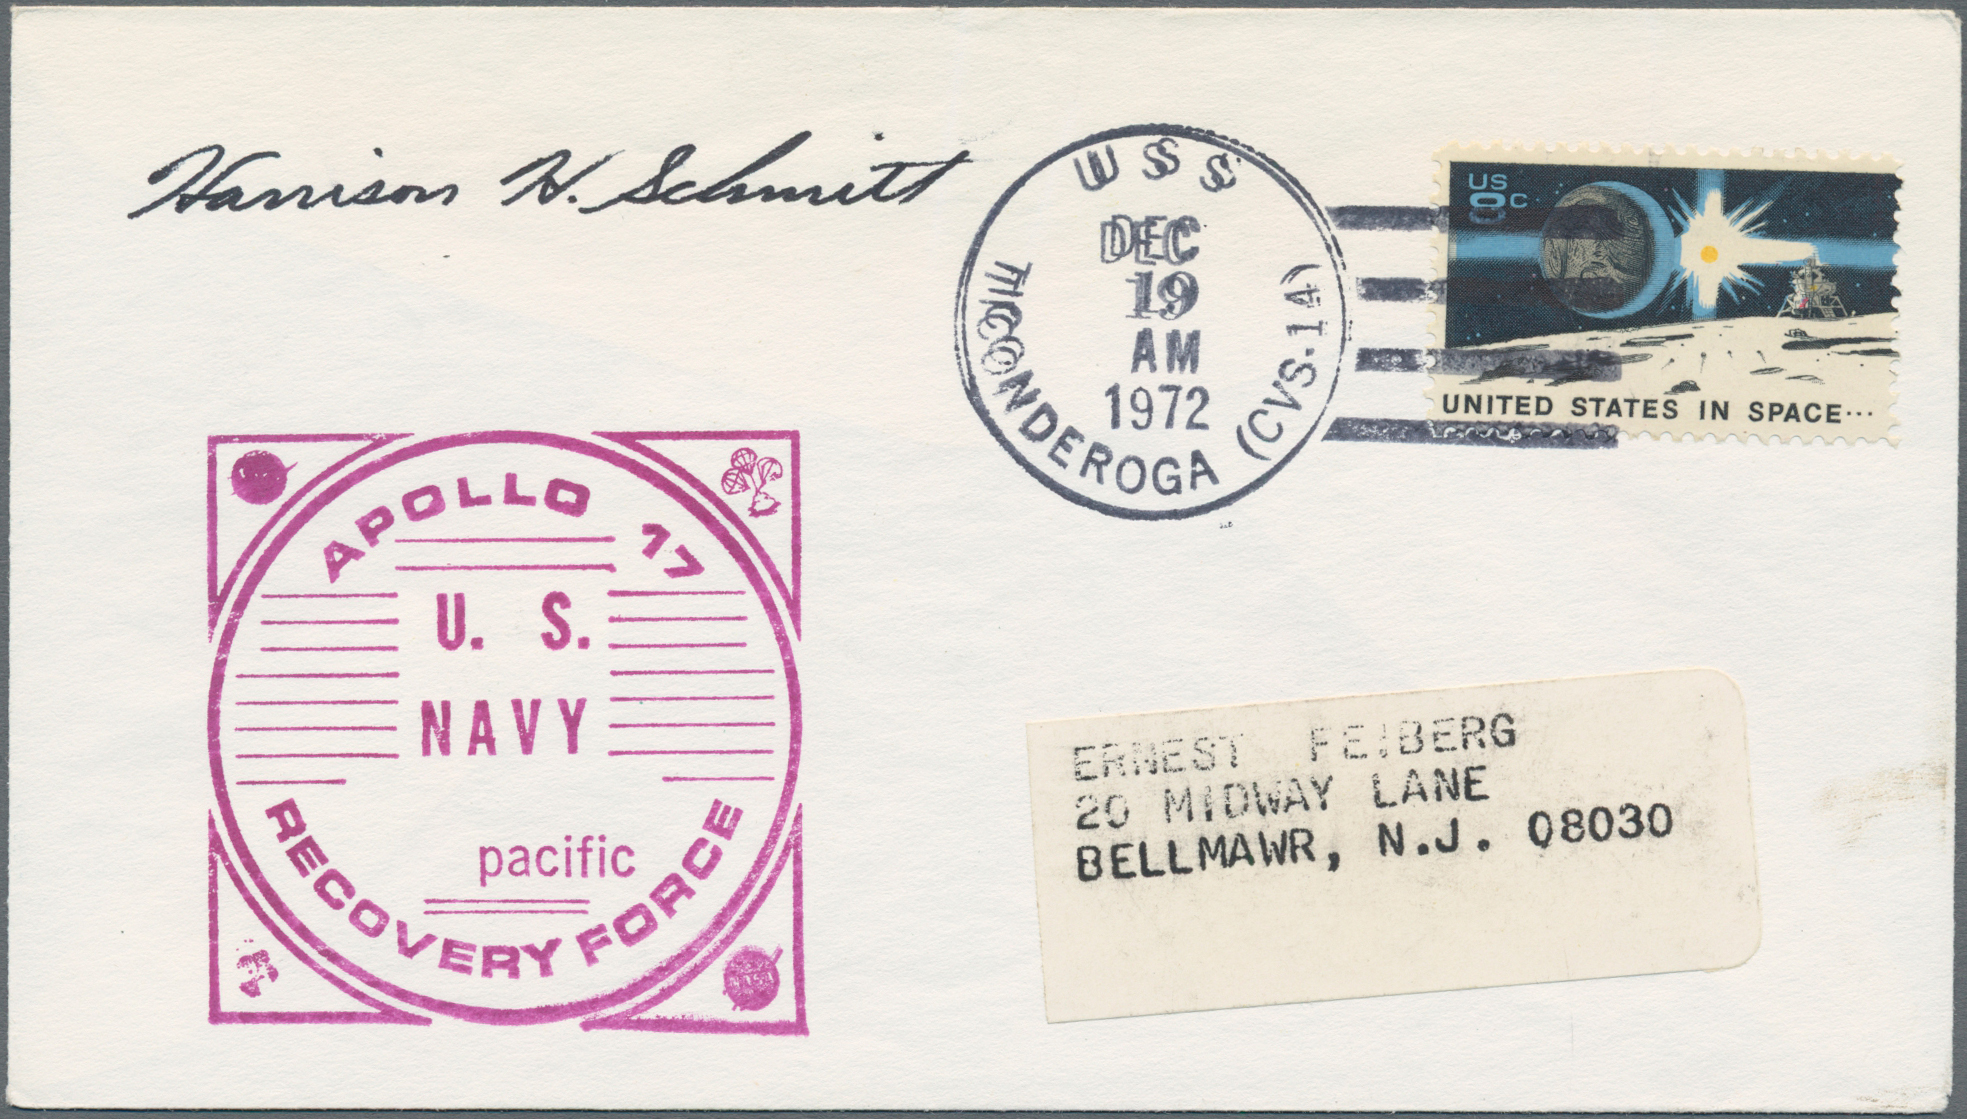 Harrison H. Schmitt
USS
DEC
19
AM
1972
TICONDEROGA (CVS.14)
US
8c
UNITED STATES IN SPACE...
APOLLO 17
U. S.
NAVY
pacific
RECOVERY FORCE
ERNEST FEIBERG
20 MIDWAY LANE
BELLMAWR, N.J. 08030